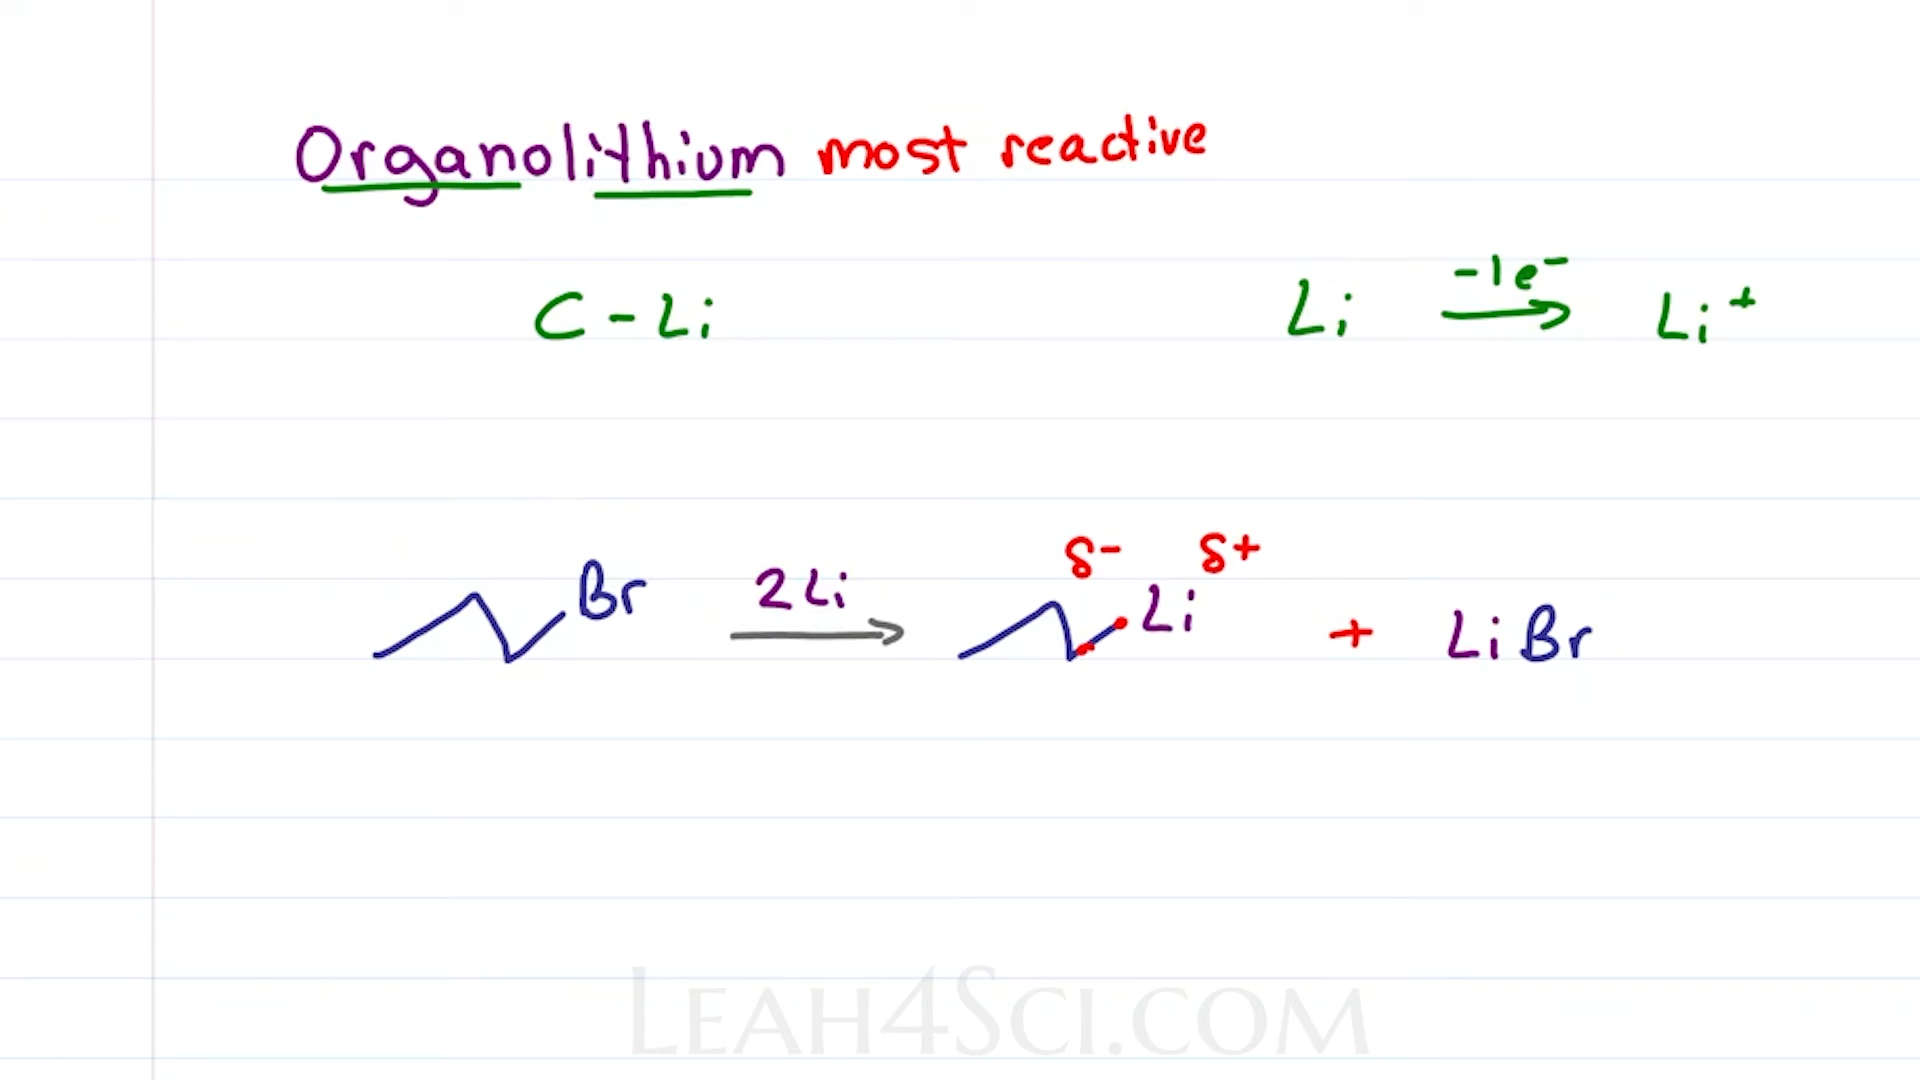 Organolithium most reactive
C-Li Li -1e⁻ → Li⁺
Br 2Li → δ- δ+ Li + LiBr
LEAH4SCI.COM